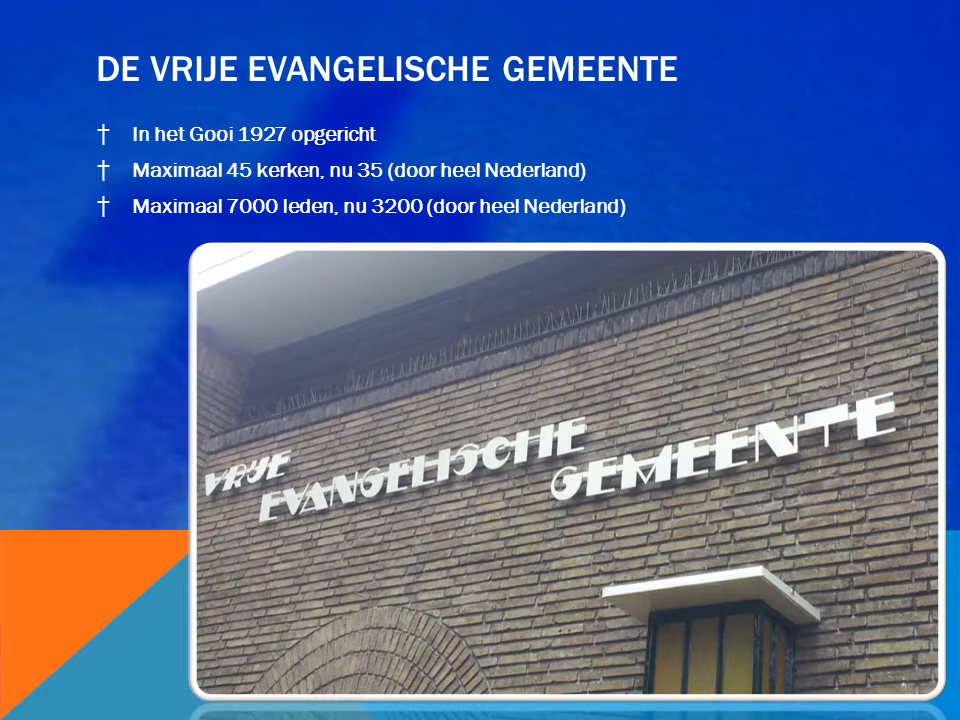 DE VRIJE EVANGELISCHE GEMEENTE
† In het Gooi 1927 opgericht
† Maximaal 45 kerken, nu 35 (door heel Nederland)
† Maximaal 7000 leden, nu 3200 (door heel Nederland)
VRIJE
EVANGELISCHE
GEMEENTE